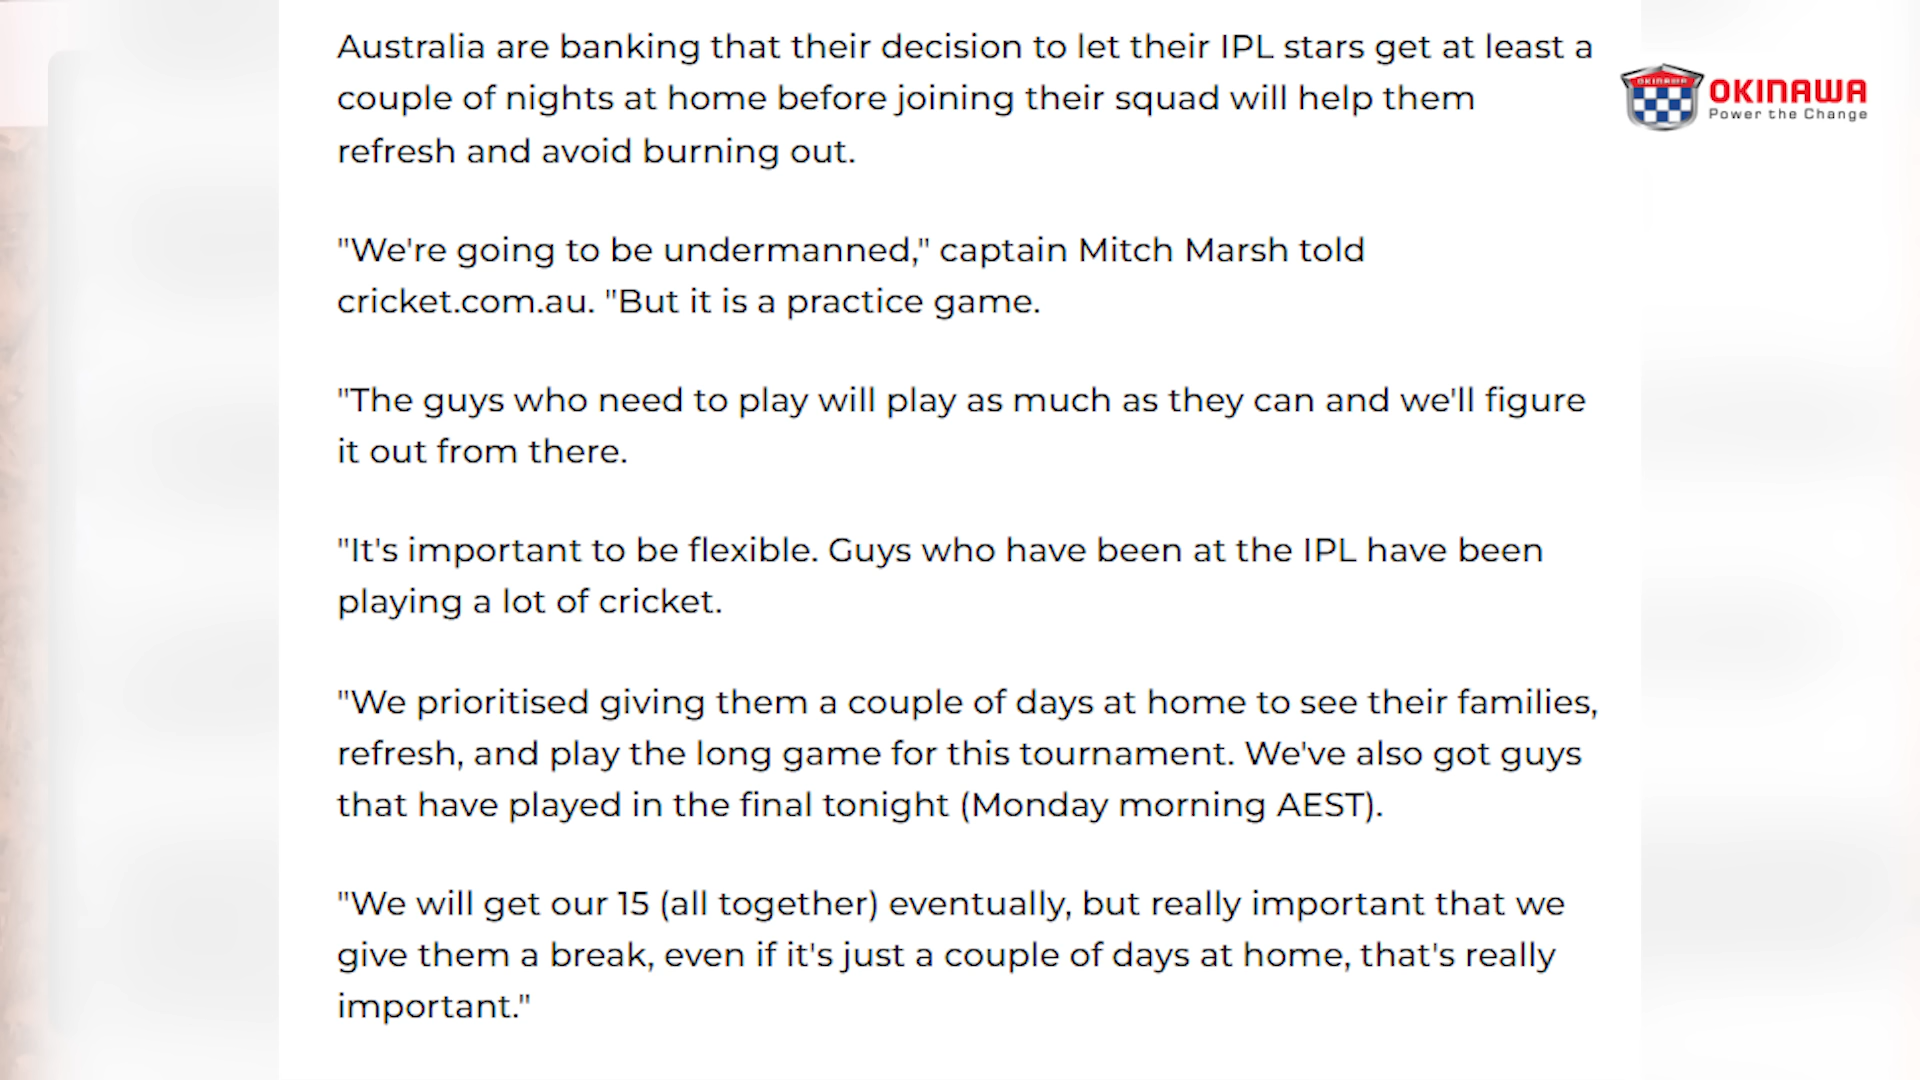 Australia are banking that their decision to let their IPL stars get at least a
couple of nights at home before joining their squad will help them
refresh and avoid burning out.
OKINAWA
OKINAWA
Power the Change
"We're going to be undermanned," captain Mitch Marsh told
cricket.com.au. "But it is a practice game.
"The guys who need to play will play as much as they can and we'll figure
it out from there.
"It's important to be flexible. Guys who have been at the IPL have been
playing a lot of cricket.
"We prioritised giving them a couple of days at home to see their families,
refresh, and play the long game for this tournament. We've also got guys
that have played in the final tonight (Monday morning AEST).
"We will get our 15 (all together) eventually, but really important that we
give them a break, even if it's just a couple of days at home, that's really
important."